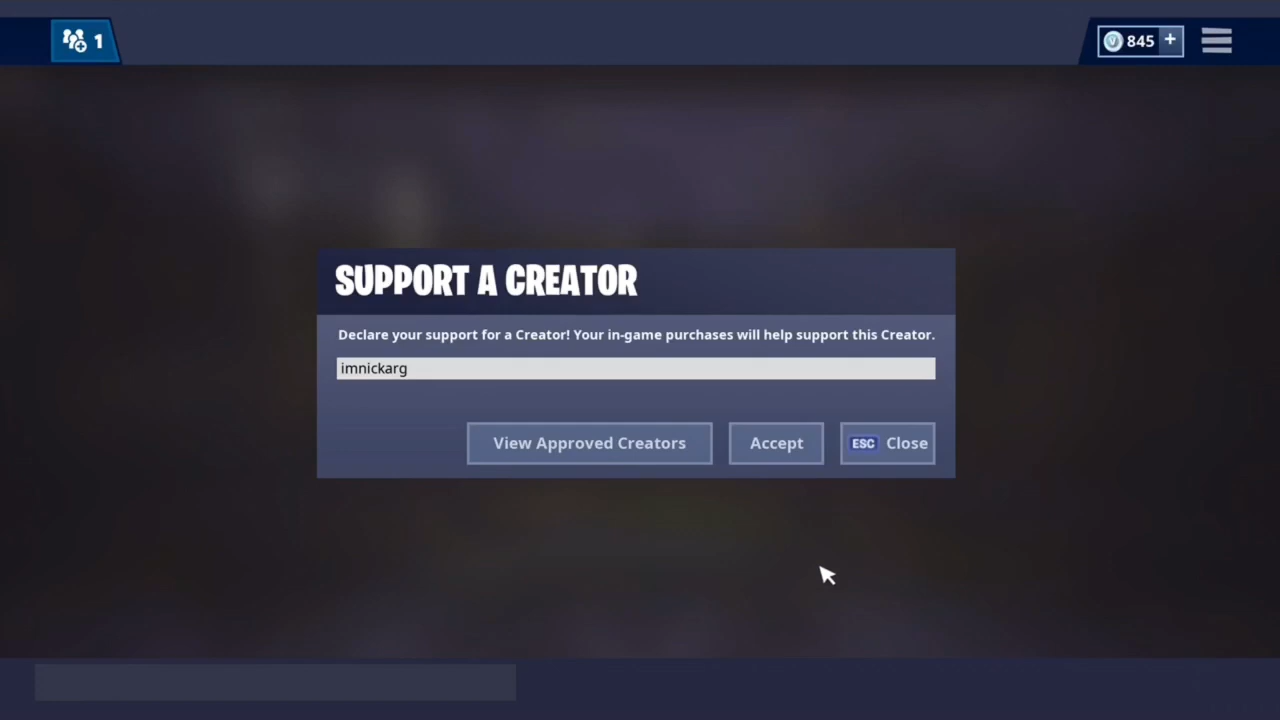 1
845 +
SUPPORT A CREATOR
Declare your support for a Creator! Your in-game purchases will help support this Creator.
imnickarg
View Approved Creators
Accept
ESC Close